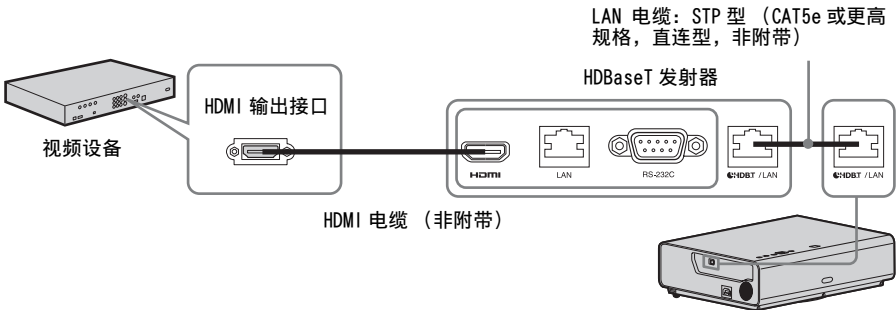 LAN 电缆: STP 型 （CAT5e 或更高
规格, 直连型, 非附带）
HDBaseT 发射器
HDMI 输出接口
视频设备
HDMI
LAN
RS-232C
HDBT / LAN
HDBT / LAN
HDMI 电缆 （非附带）